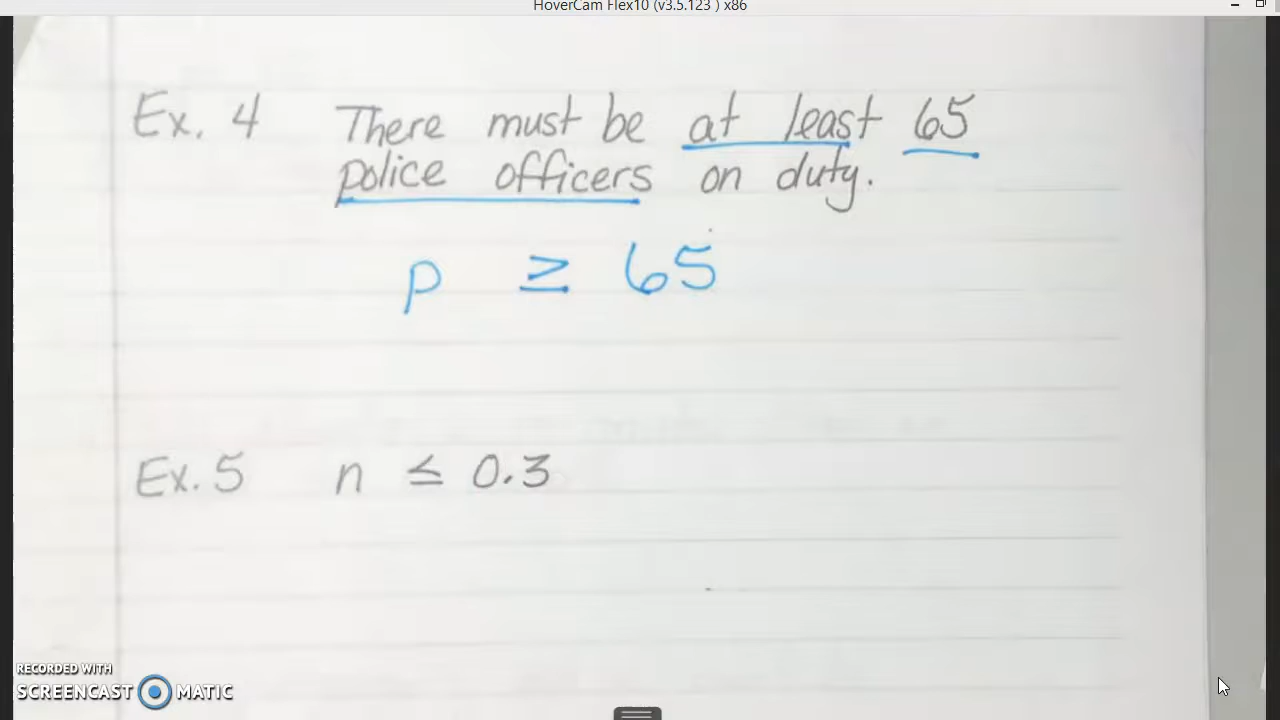 HoverCam Flex10 (v3.5.123 ) x86
Ex. 4 There must be at least 65
police officers on duty.
p ≥ 65
Ex. 5 n ≤ 0.3
RECORDED WITH
SCREENCAST MATIC